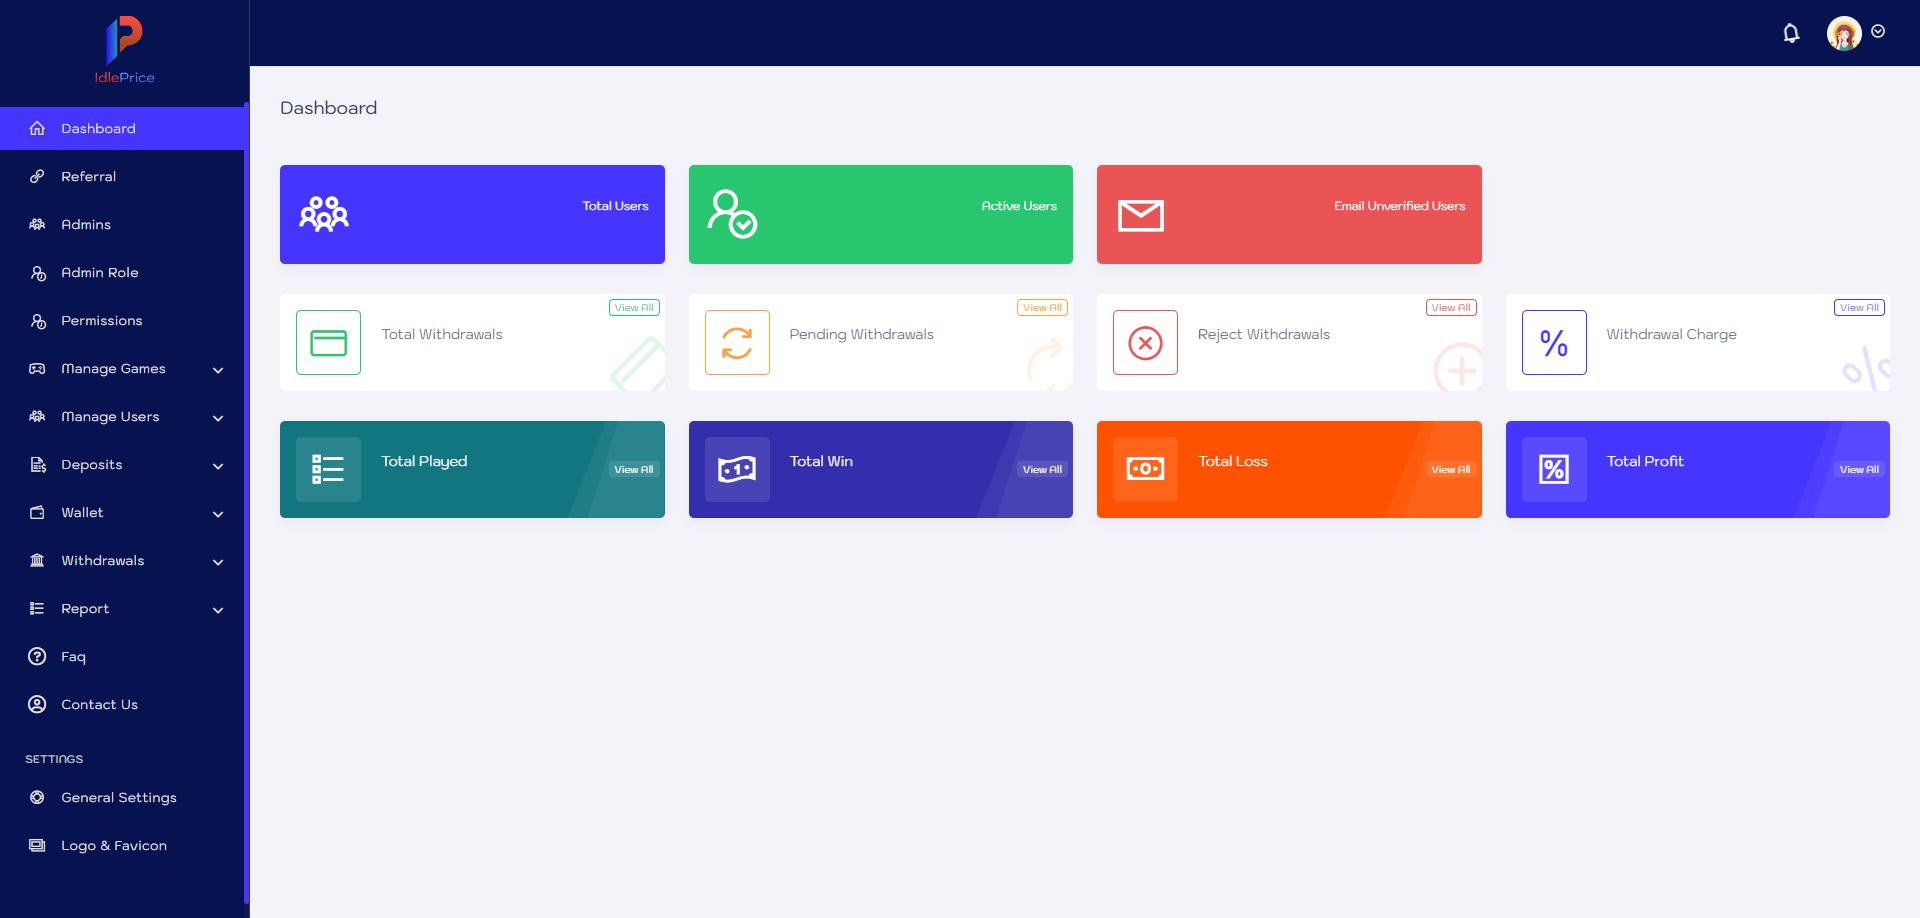 IdlePrice
Dashboard
Referral
Admins
Admin Role
Permissions
Manage Games
Manage Users
Deposits
Wallet
Withdrawals
Report
Faq
Contact Us
SETTINGS
General Settings
Logo & Favicon
Dashboard
Total Users
Active Users
Email Unverified Users
Total Withdrawals
View All
Pending Withdrawals
View All
Reject Withdrawals
View All
Withdrawal Charge
View All
Total Played
View All
Total Win
View All
Total Loss
View All
Total Profit
View All